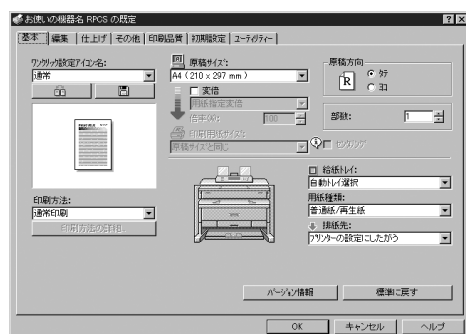 お使いの機器名 RPCS の既定
基本 編集 仕上げ その他 印刷品質 初期設定 ユーティリティー
ワンクリック設定アイコン名:
通常
原稿サイズ:
A4 (210 x 297 mm)
変倍
用紙指定変倍
倍率(%): 100
印刷用紙サイズ:
原稿サイズと同じ
原稿方向
R
タテ
ヨコ
部数: 1
センタリング
印刷方法:
通常印刷
印刷方法の詳細...
給紙トレイ:
自動トレイ選択
用紙種類:
普通紙/再生紙
排紙先:
プリンターの設定にしたがう
バージョン情報
標準に戻す
OK キャンセル ヘルプ